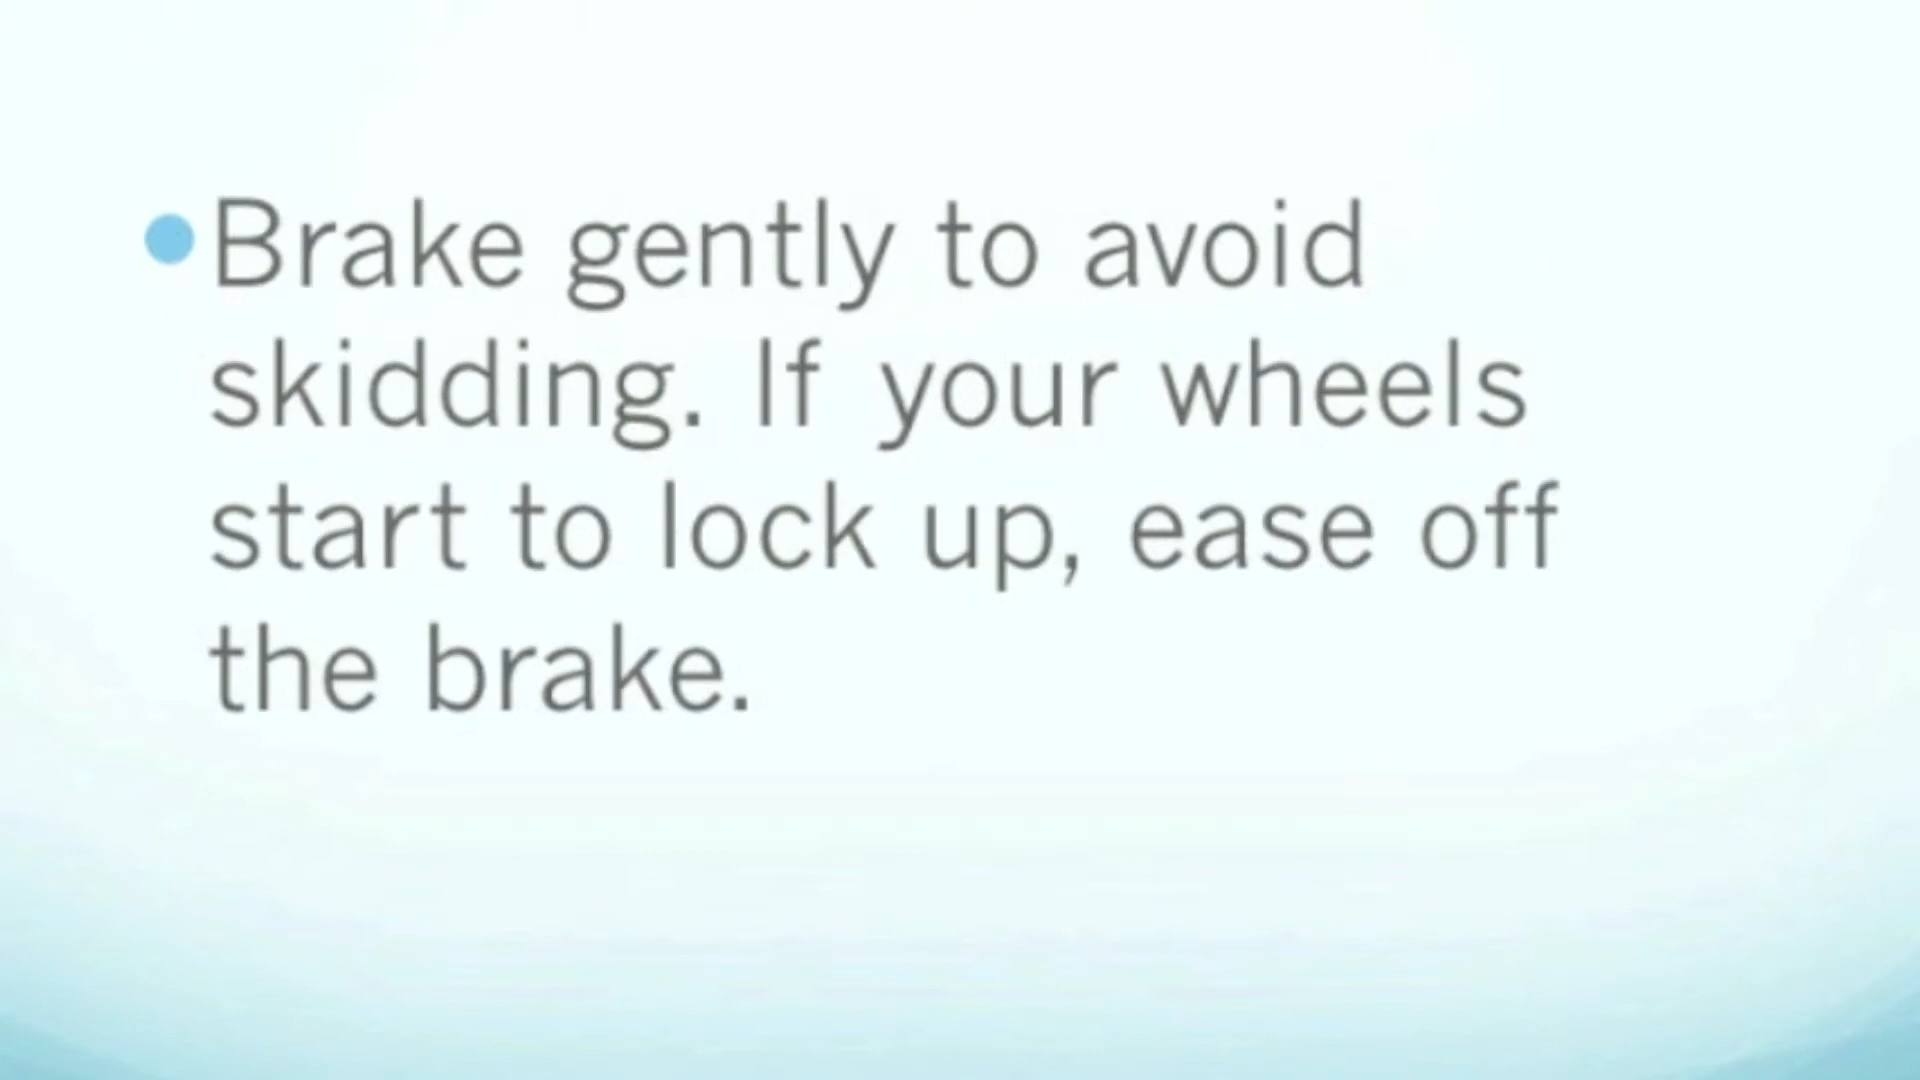 •Brake gently to avoid
skidding. If your wheels
start to lock up, ease off
the brake.